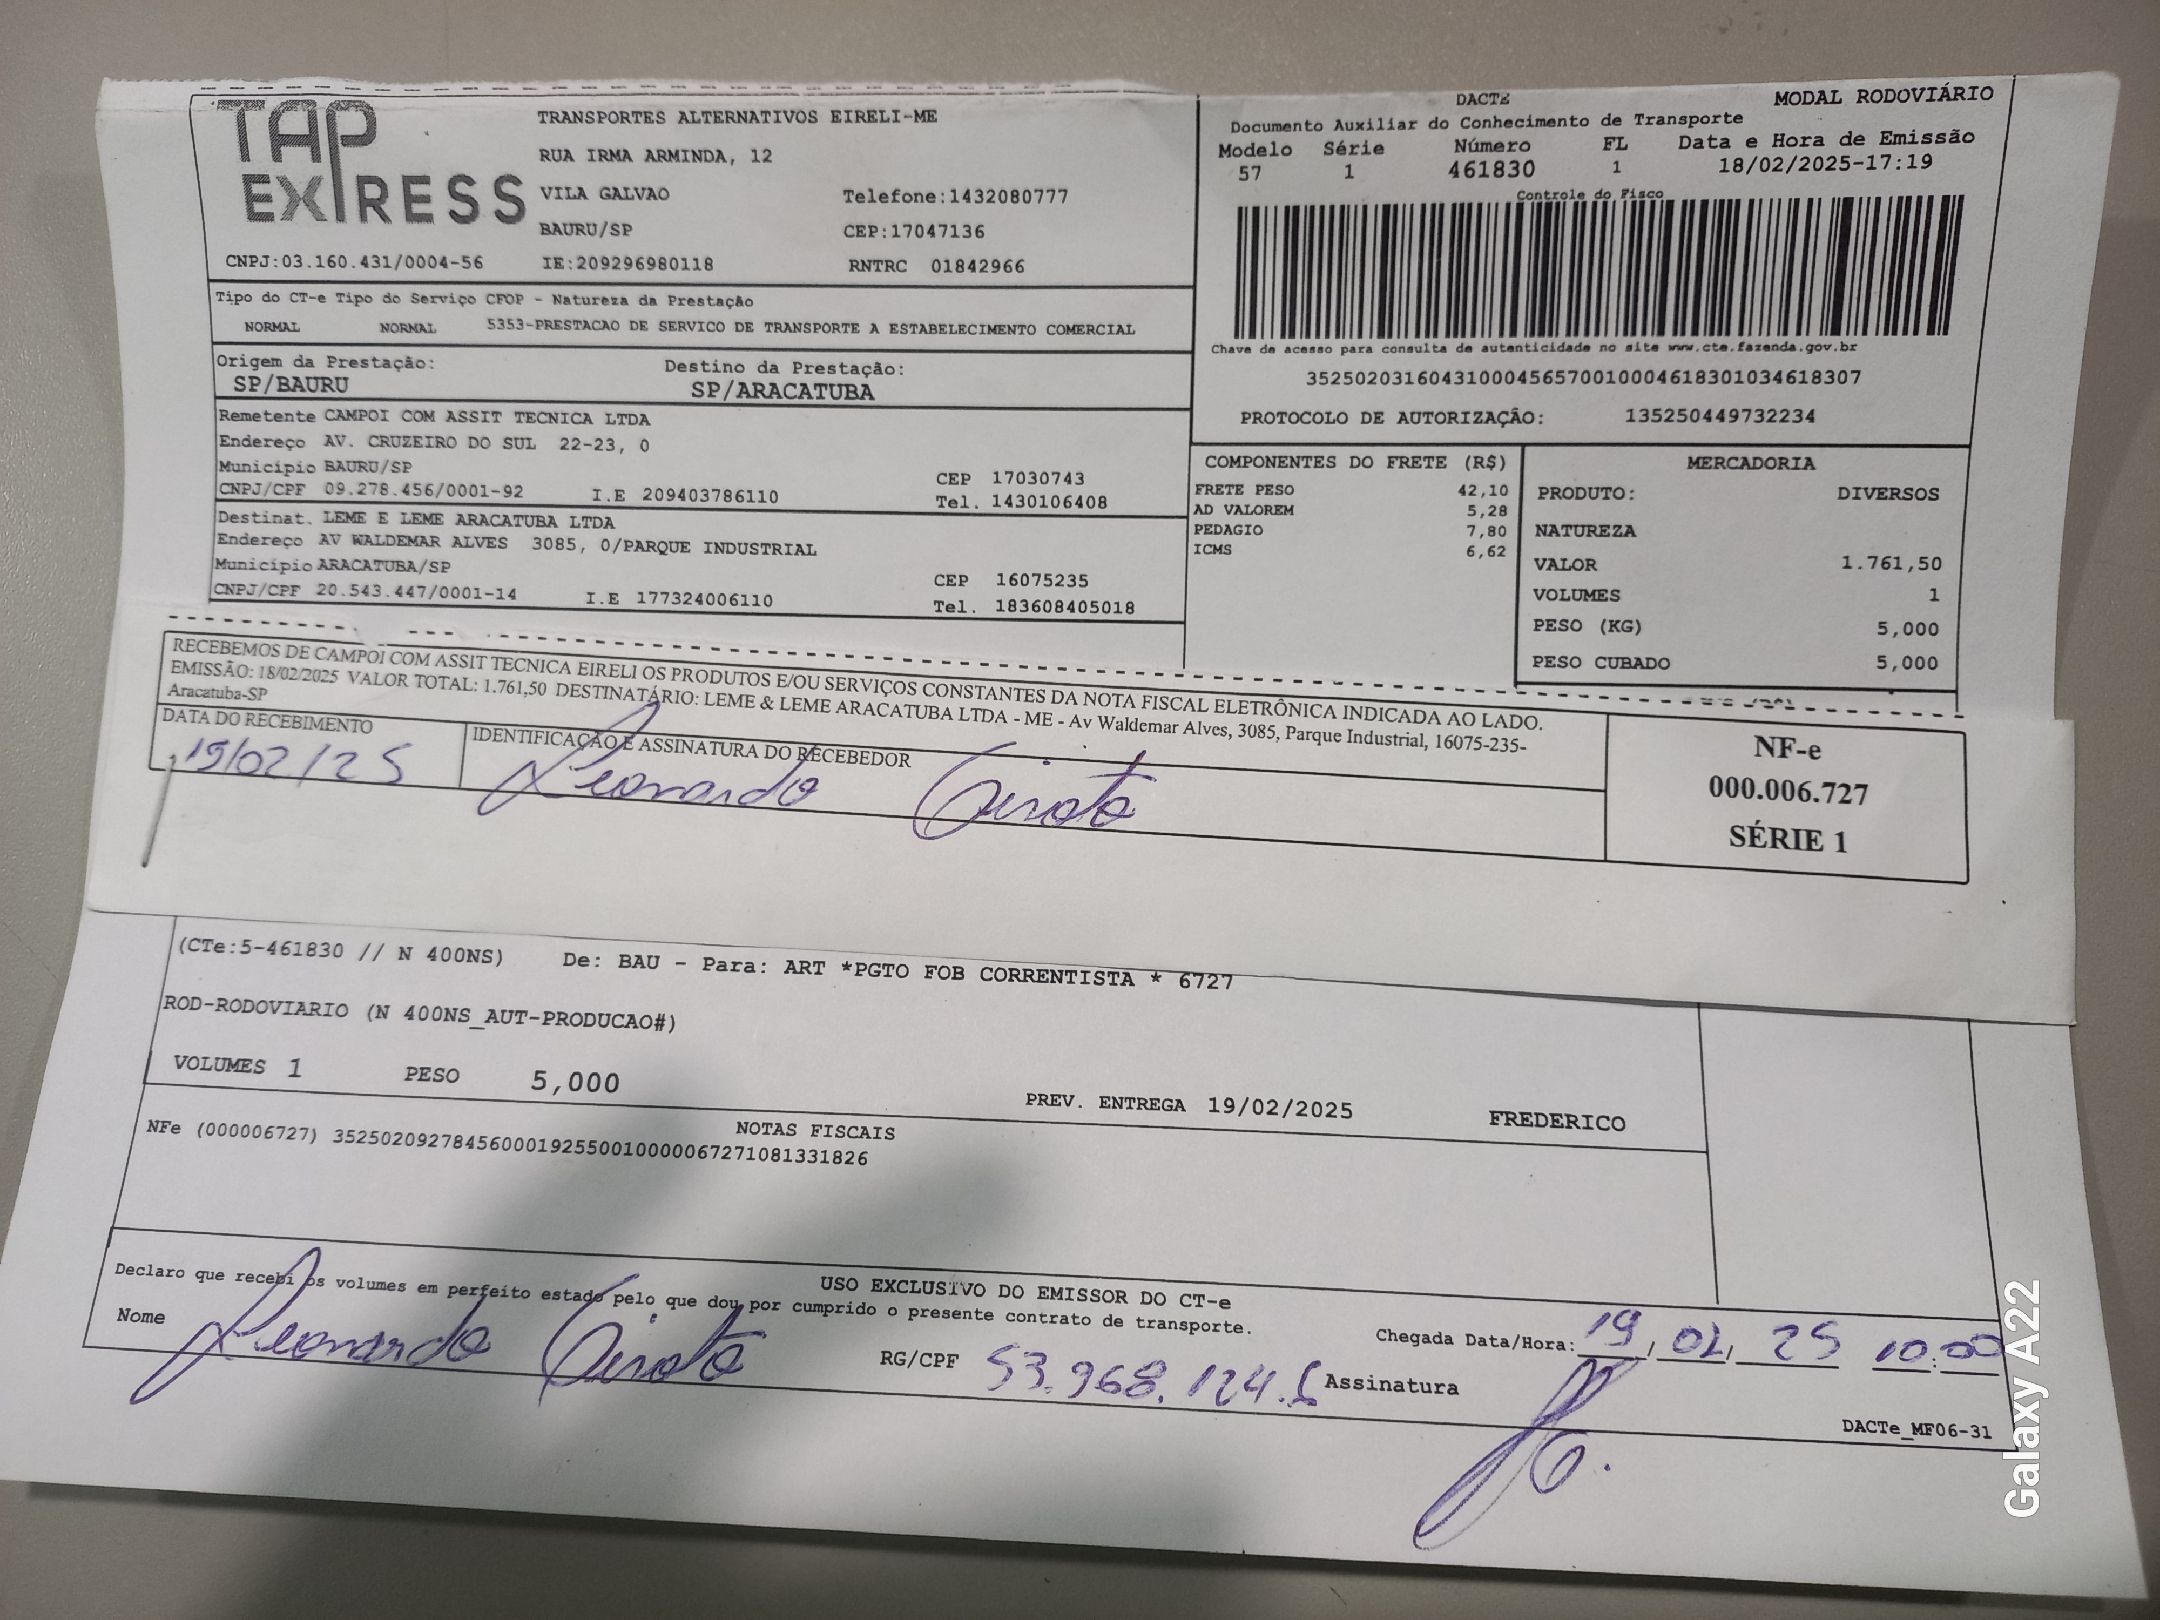 TAP EXPRESS
TRANSPORTES ALTERNATIVOS EIRELI-ME
RUA IRMA ARMINDA, 12
VILA GALVAO Telefone:1432080777
BAURU/SP CEP:17047136
CNPJ:03.160.431/0004-56 IE:209296980118 RNTRC 01842966
DACTe MODAL RODOVIÁRIO
Documento Auxiliar do Conhecimento de Transporte
Modelo Série Número FL Data e Hora de Emissão
57 1 461830 1 18/02/2025-17:19
Controle do Fisco
Chave de acesso para consulta de autenticidade no site www.cte.fazenda.gov.br
35250203160431000456570010004618301034618307
PROTOCOLO DE AUTORIZAÇÃO: 135250449732234
Tipo do CT-e Tipo do Serviço CFOP - Natureza da Prestação
NORMAL NORMAL 5353-PRESTACAO DE SERVICO DE TRANSPORTE A ESTABELECIMENTO COMERCIAL
Origem da Prestação: Destino da Prestação:
SP/BAURU SP/ARACATUBA
Remetente CAMPOI COM ASSIT TECNICA LTDA
Endereço AV. CRUZEIRO DO SUL 22-23, 0
Município BAURU/SP CEP 17030743
CNPJ/CPF 09.278.456/0001-92 I.E 209403786110 Tel. 1430106408
Destinat. LEME E LEME ARACATUBA LTDA
Endereço AV WALDEMAR ALVES 3085, 0/PARQUE INDUSTRIAL
Município ARACATUBA/SP CEP 16075235
CNPJ/CPF 20.543.447/0001-14 I.E 177324006110 Tel. 183608405018
COMPONENTES DO FRETE (R$)
FRETE PESO 42,10
AD VALOREM 5,28
PEDAGIO 7,80
ICMS 6,62
MERCADORIA
PRODUTO: DIVERSOS
NATUREZA
VALOR 1.761,50
VOLUMES 1
PESO (KG) 5,000
PESO CUBADO 5,000
RECEBEMOS DE CAMPOI COM ASSIT TECNICA EIRELI OS PRODUTOS E/OU SERVIÇOS CONSTANTES DA NOTA FISCAL ELETRÔNICA INDICADA AO LADO.
EMISSÃO: 18/02/2025 VALOR TOTAL: 1.761,50 DESTINATÁRIO: LEME & LEME ARACATUBA LTDA - ME - Av Waldemar Alves, 3085, Parque Industrial, 16075-235-
Aracatuba-SP
DATA DO RECEBIMENTO IDENTIFICAÇÃO E ASSINATURA DO RECEBEDOR
19/02/25 Leonardo Giroto
NF-e
000.006.727
SÉRIE 1
(CTe:5-461830 // N 400NS) De: BAU - Para: ART *PGTO FOB CORRENTISTA * 6727
ROD-RODOVIARIO (N 400NS_AUT-PRODUCAO#)
VOLUMES 1 PESO 5,000 PREV. ENTREGA 19/02/2025 FREDERICO
NOTAS FISCAIS
NFe (000006727) 35250209278456000192550010000067271081331826
USO EXCLUSIVO DO EMISSOR DO CT-e
Declaro que recebi os volumes em perfeito estado pelo que dou por cumprido o presente contrato de transporte.
Chegada Data/Hora: 19/02/25 10:00
Nome Leonardo Giroto RG/CPF 53.968.124. Assinatura
DACTe_MF06-31
Galaxy A22